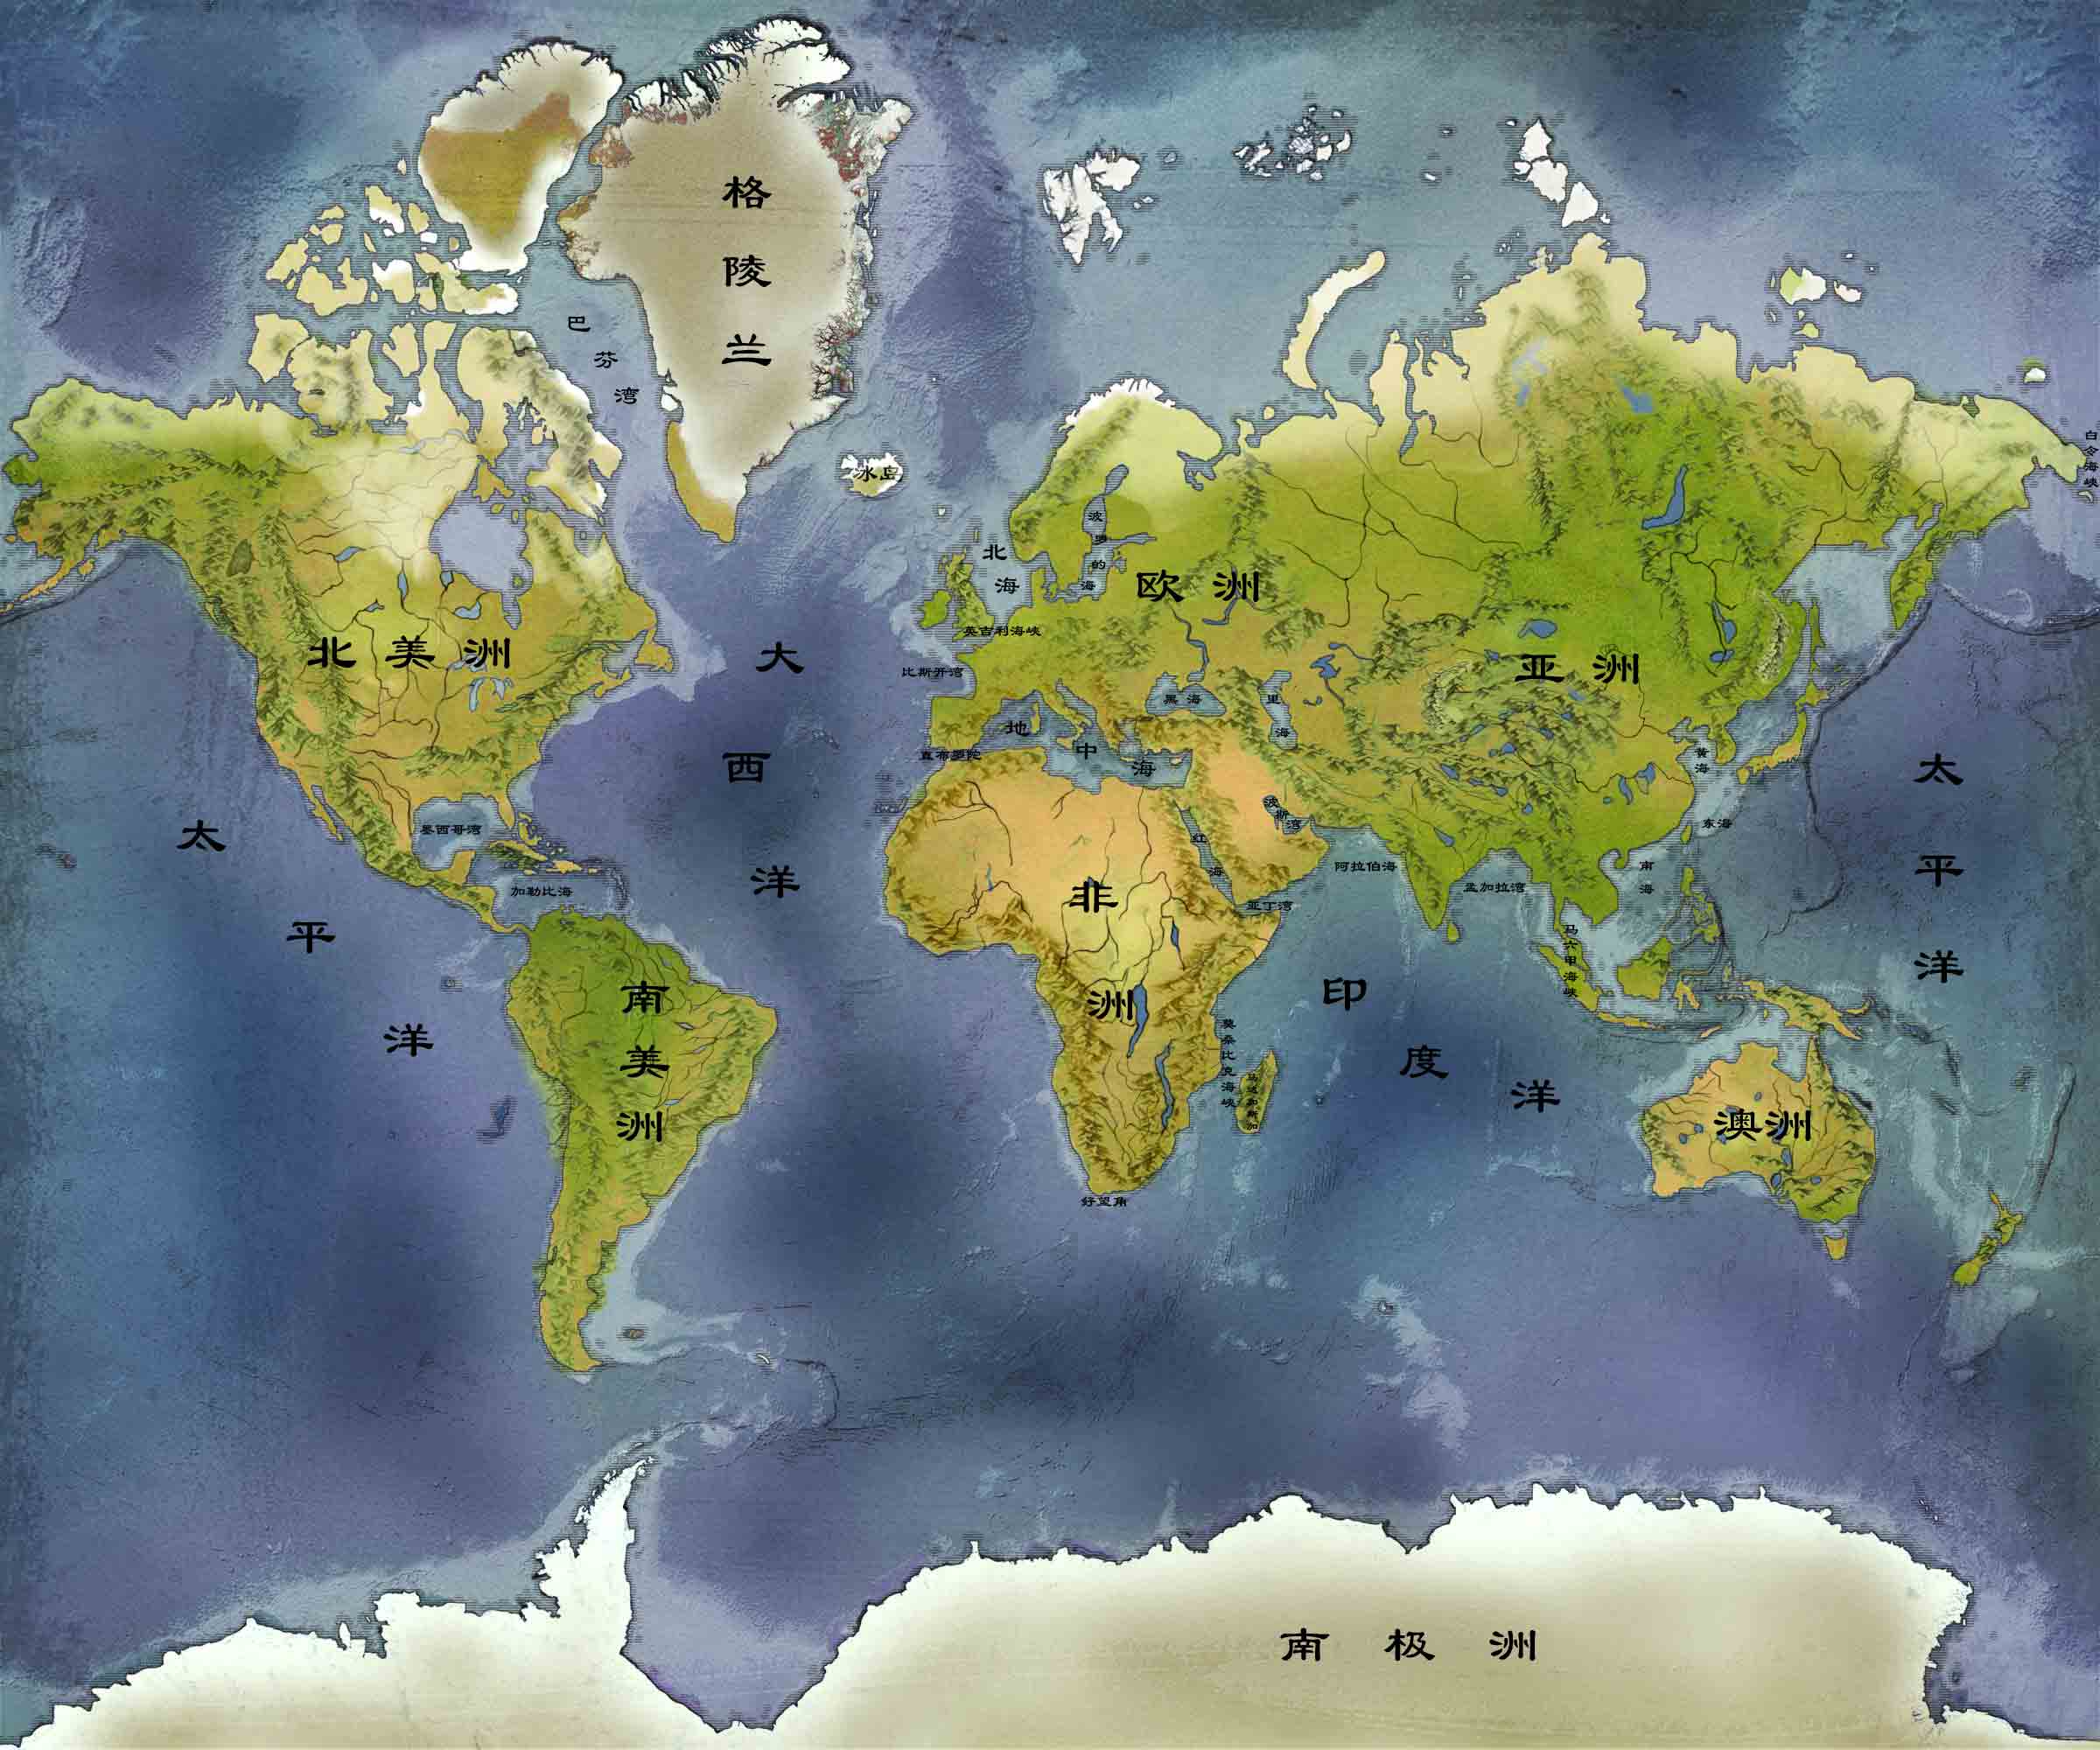 格陵兰
巴芬湾
冰岛
白令海峡
波罗的海
北海
欧洲
英吉利海峡
北美洲
大西洋
比斯开湾
亚洲
黑海
里海
地中海
直布罗陀
黄海
太平洋
波斯湾
墨西哥湾
东海
太平洋
红海
阿拉伯海
南海
加勒比海
非洲
孟加拉湾
亚丁湾
马六甲海峡
南美洲
印度洋
莫桑比克海峡
马达加斯加
澳洲
好望角
南极洲